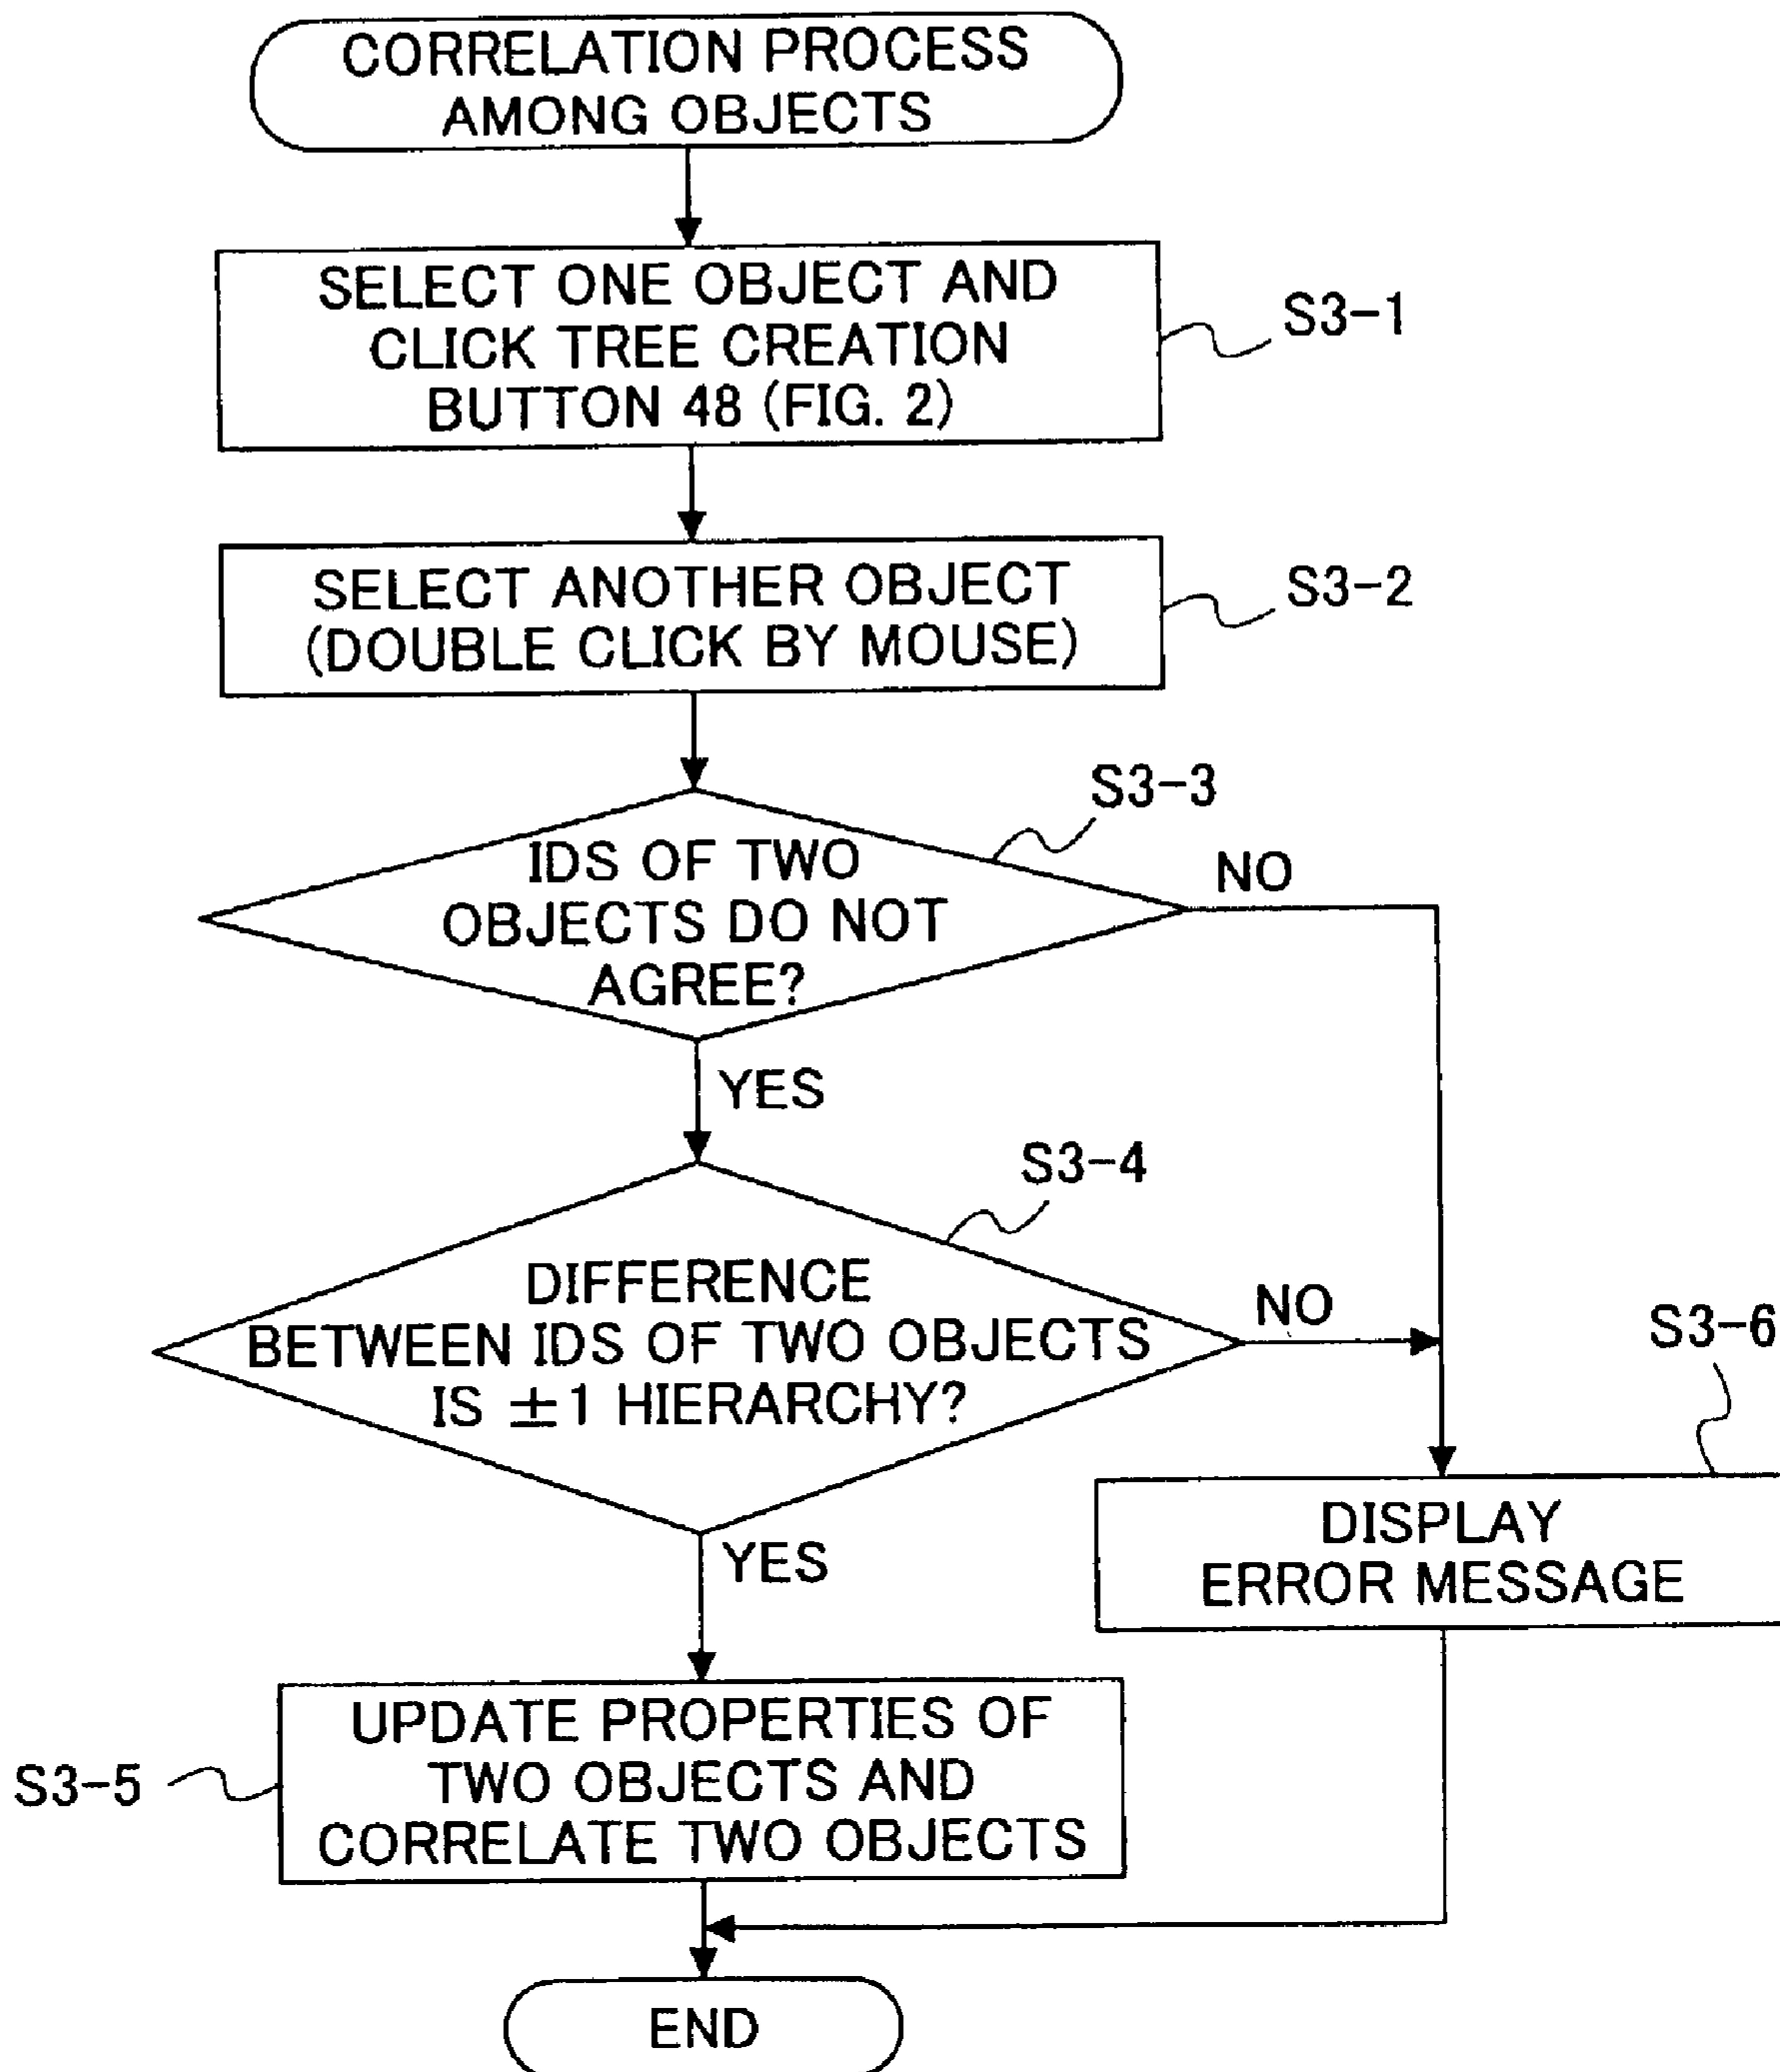 CORRELATION PROCESS
AMONG OBJECTS
SELECT ONE OBJECT AND
CLICK TREE CREATION
BUTTON 48 (FIG. 2)
S3-1
SELECT ANOTHER OBJECT
(DOUBLE CLICK BY MOUSE)
S3-2
S3-3
IDS OF TWO
OBJECTS DO NOT
AGREE?
NO
YES
S3-4
DIFFERENCE
BETWEEN IDS OF TWO OBJECTS
IS ±1 HIERARCHY?
NO
YES
S3-6
DISPLAY
ERROR MESSAGE
S3-5
UPDATE PROPERTIES OF
TWO OBJECTS AND
CORRELATE TWO OBJECTS
END